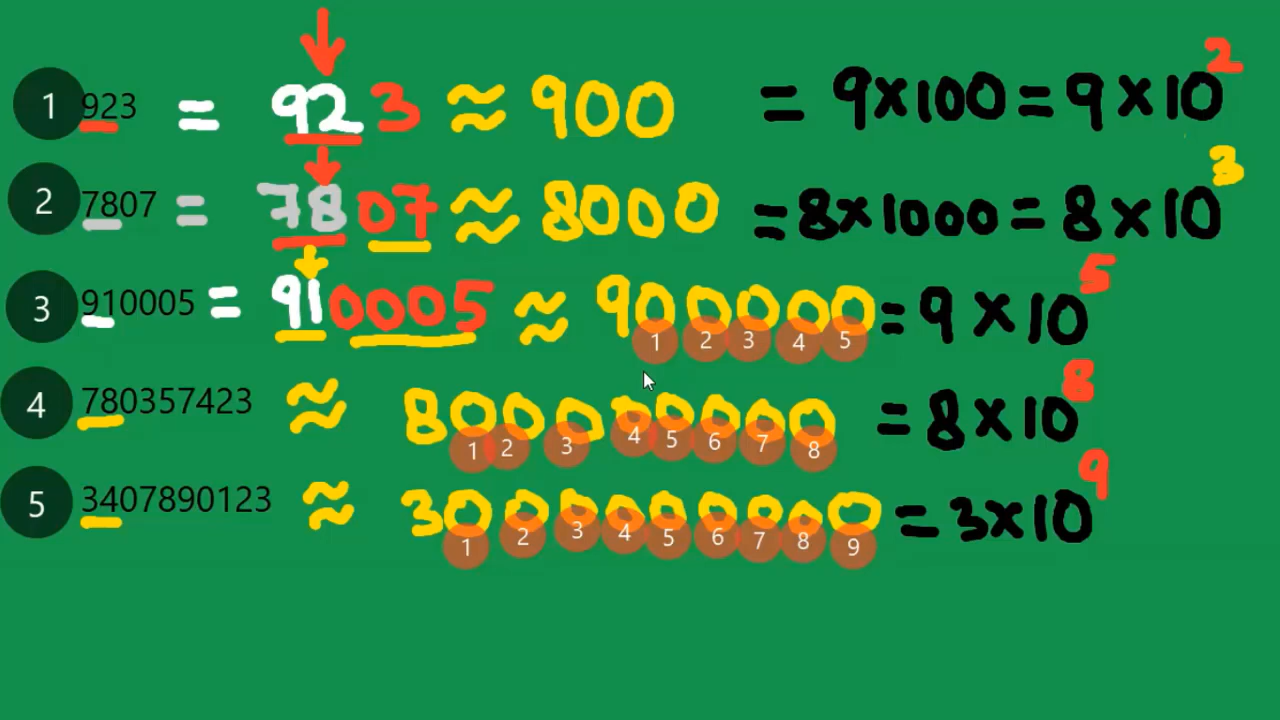 1 923 = 923 ≈ 900 = 9×100 = 9×10²
2 7807 = 7807 ≈ 8000 = 8×1000 = 8×10³
3 910005 = 910005 ≈ 900000 = 9×10⁵
1 2 3 4 5
4 780357423 ≈ 800000000 = 8×10⁸
1 2 3 4 5 6 7 8
5 3407890123 ≈ 3000000000 = 3×10⁹
1 2 3 4 5 6 7 8 9